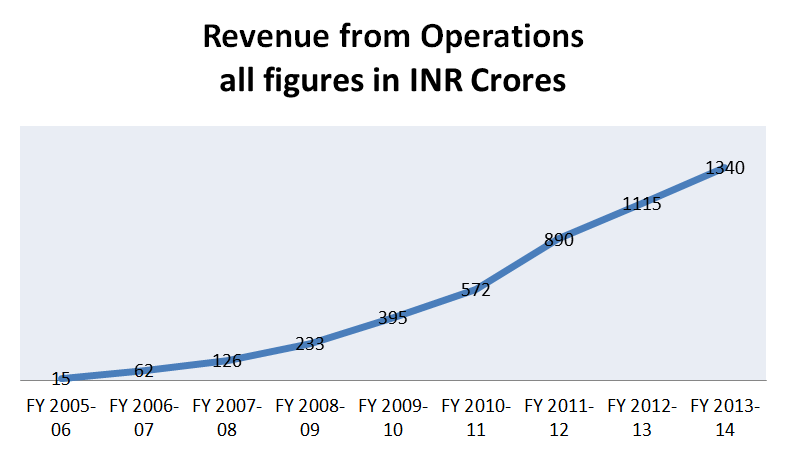 Revenue from Operations
all figures in INR Crores
1340
1115
890
572
395
233
126
62
15
FY 2005- FY 2006- FY 2007- FY 2008- FY 2009- FY 2010- FY 2011- FY 2012- FY 2013-
06 07 08 09 10 11 12 13 14